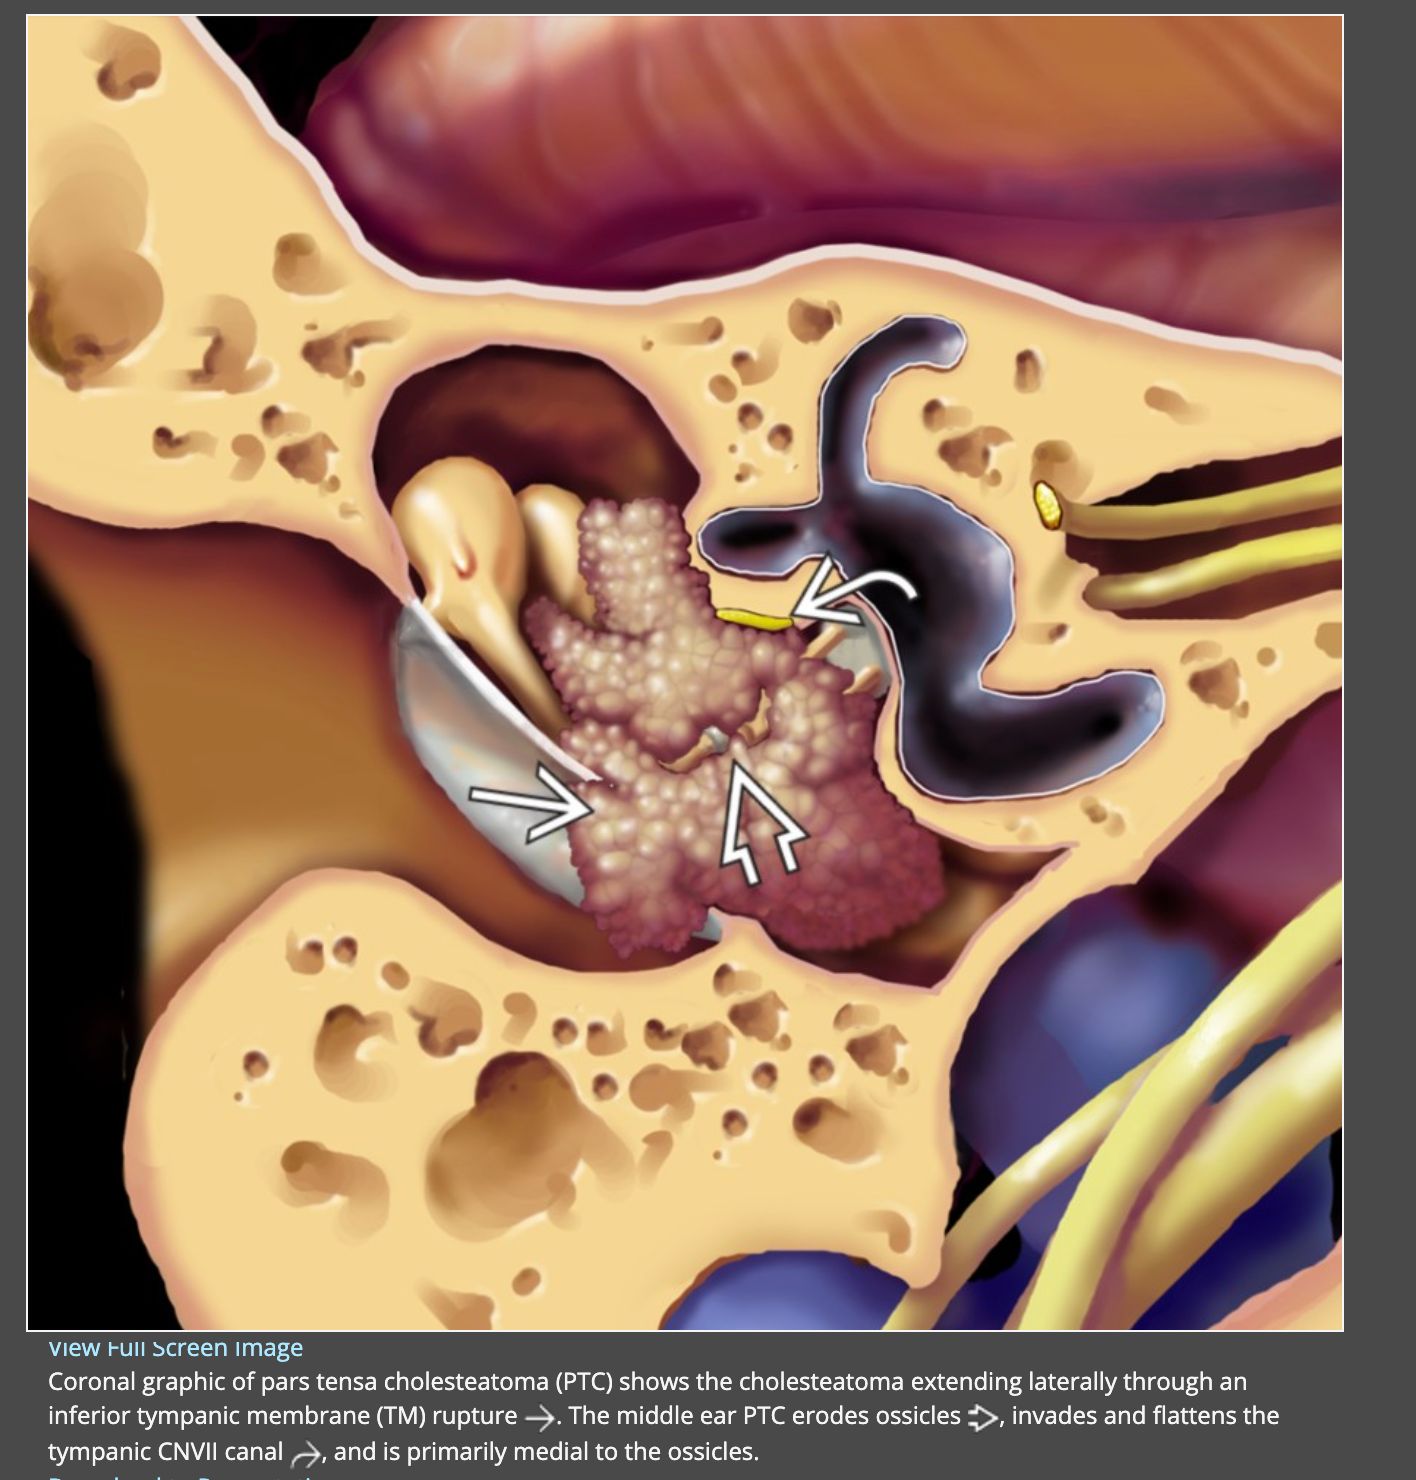 View Full Screen Image
Coronal graphic of pars tensa cholesteatoma (PTC) shows the cholesteatoma extending laterally through an
inferior tympanic membrane (TM) rupture →. The middle ear PTC erodes ossicles ⇨, invades and flattens the
tympanic CNVII canal ↷, and is primarily medial to the ossicles.